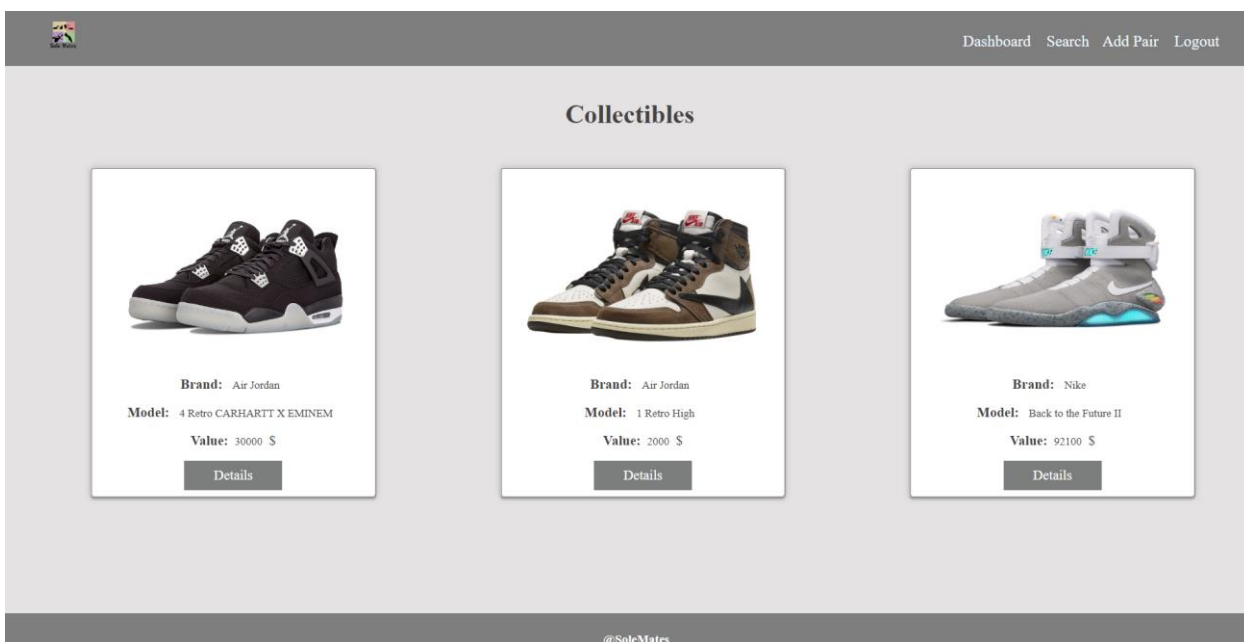 Sole Mates
Dashboard Search Add Pair Logout
Collectibles
Brand: Air Jordan
Model: 4 Retro CARHARTT X EMINEM
Value: 30000 $
Details
Brand: Air Jordan
Model: 1 Retro High
Value: 2000 $
Details
Brand: Nike
Model: Back to the Future II
Value: 92100 $
Details
@SoleMates